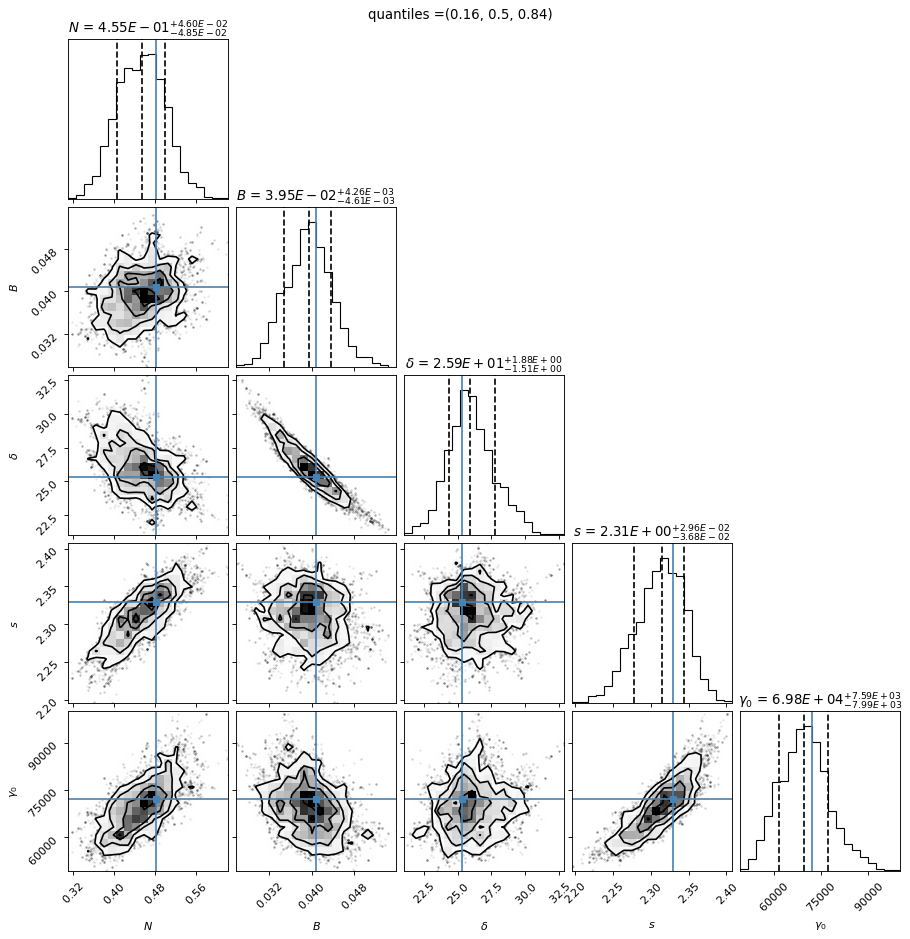 quantiles =(0.16, 0.5, 0.84)
N = 4.55E − 01 +4.60E−02 −4.85E−02
B = 3.95E − 02 +4.26E−03 −4.61E−03
0.048
0.040
0.032
B
δ = 2.59E + 01 +1.88E+00 −1.51E+00
32.5
30.0
27.5
25.0
22.5
δ
s = 2.31E + 00 +2.96E−02 −3.68E−02
2.40
2.35
2.30
2.25
2.20
s
γ₀ = 6.98E + 04 +7.59E+03 −7.99E+03
90000
75000
60000
γ₀
0.32 0.40 0.48 0.56 0.032 0.040 0.048 22.5 25.0 27.5 30.0 32.5 2.20 2.25 2.30 2.35 2.40 60000 75000 90000
N B δ s γ₀